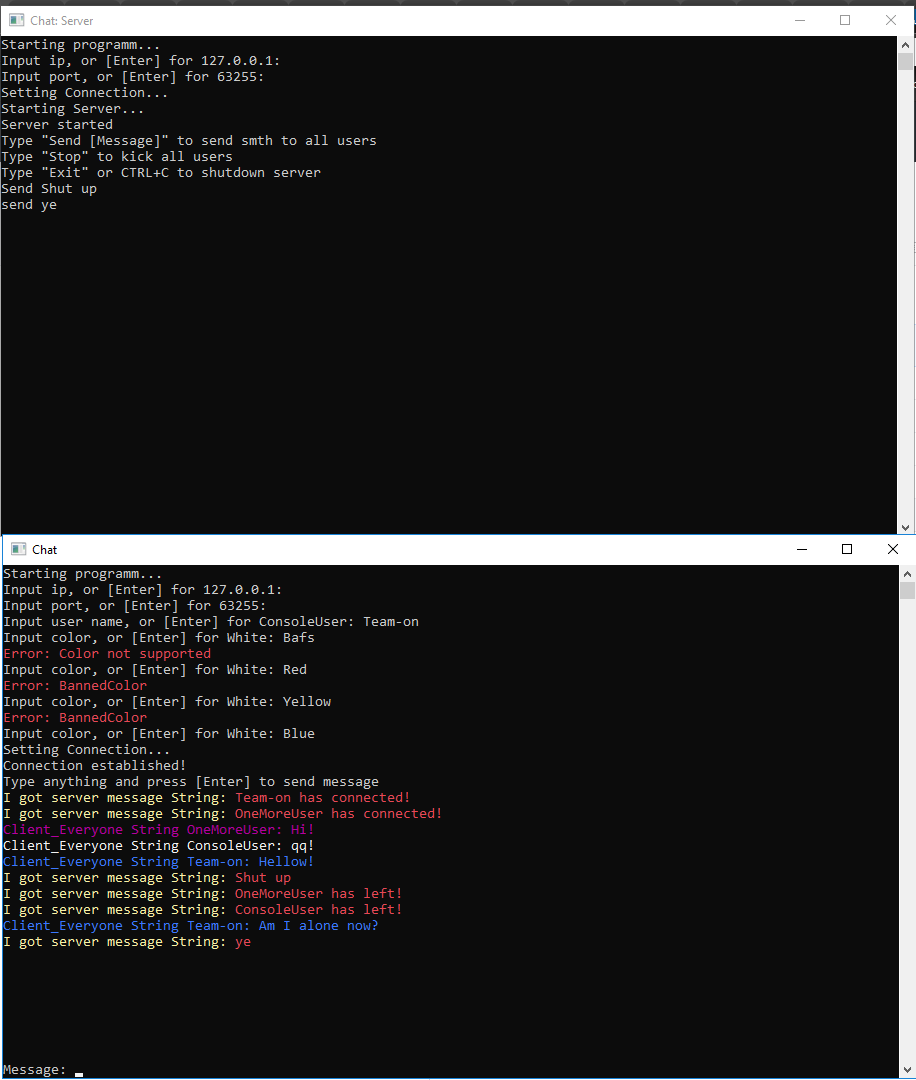 Chat: Server
Starting programm...
Input ip, or [Enter] for 127.0.0.1:
Input port, or [Enter] for 63255:
Setting Connection...
Starting Server...
Server started
Type "Send [Message]" to send smth to all users
Type "Stop" to kick all users
Type "Exit" or CTRL+C to shutdown server
Send Shut up
send ye
Chat
Starting programm...
Input ip, or [Enter] for 127.0.0.1:
Input port, or [Enter] for 63255:
Input user name, or [Enter] for ConsoleUser: Team-on
Input color, or [Enter] for White: Bafs
Error: Color not supported
Input color, or [Enter] for White: Red
Error: BannedColor
Input color, or [Enter] for White: Yellow
Error: BannedColor
Input color, or [Enter] for White: Blue
Setting Connection...
Connection established!
Type anything and press [Enter] to send message
I got server message String: Team-on has connected!
I got server message String: OneMoreUser has connected!
Client_Everyone String OneMoreUser: Hi!
Client_Everyone String ConsoleUser: qq!
Client_Everyone String Team-on: Hellow!
I got server message String: Shut up
I got server message String: OneMoreUser has left!
I got server message String: ConsoleUser has left!
Client_Everyone String Team-on: Am I alone now?
I got server message String: ye
Message: